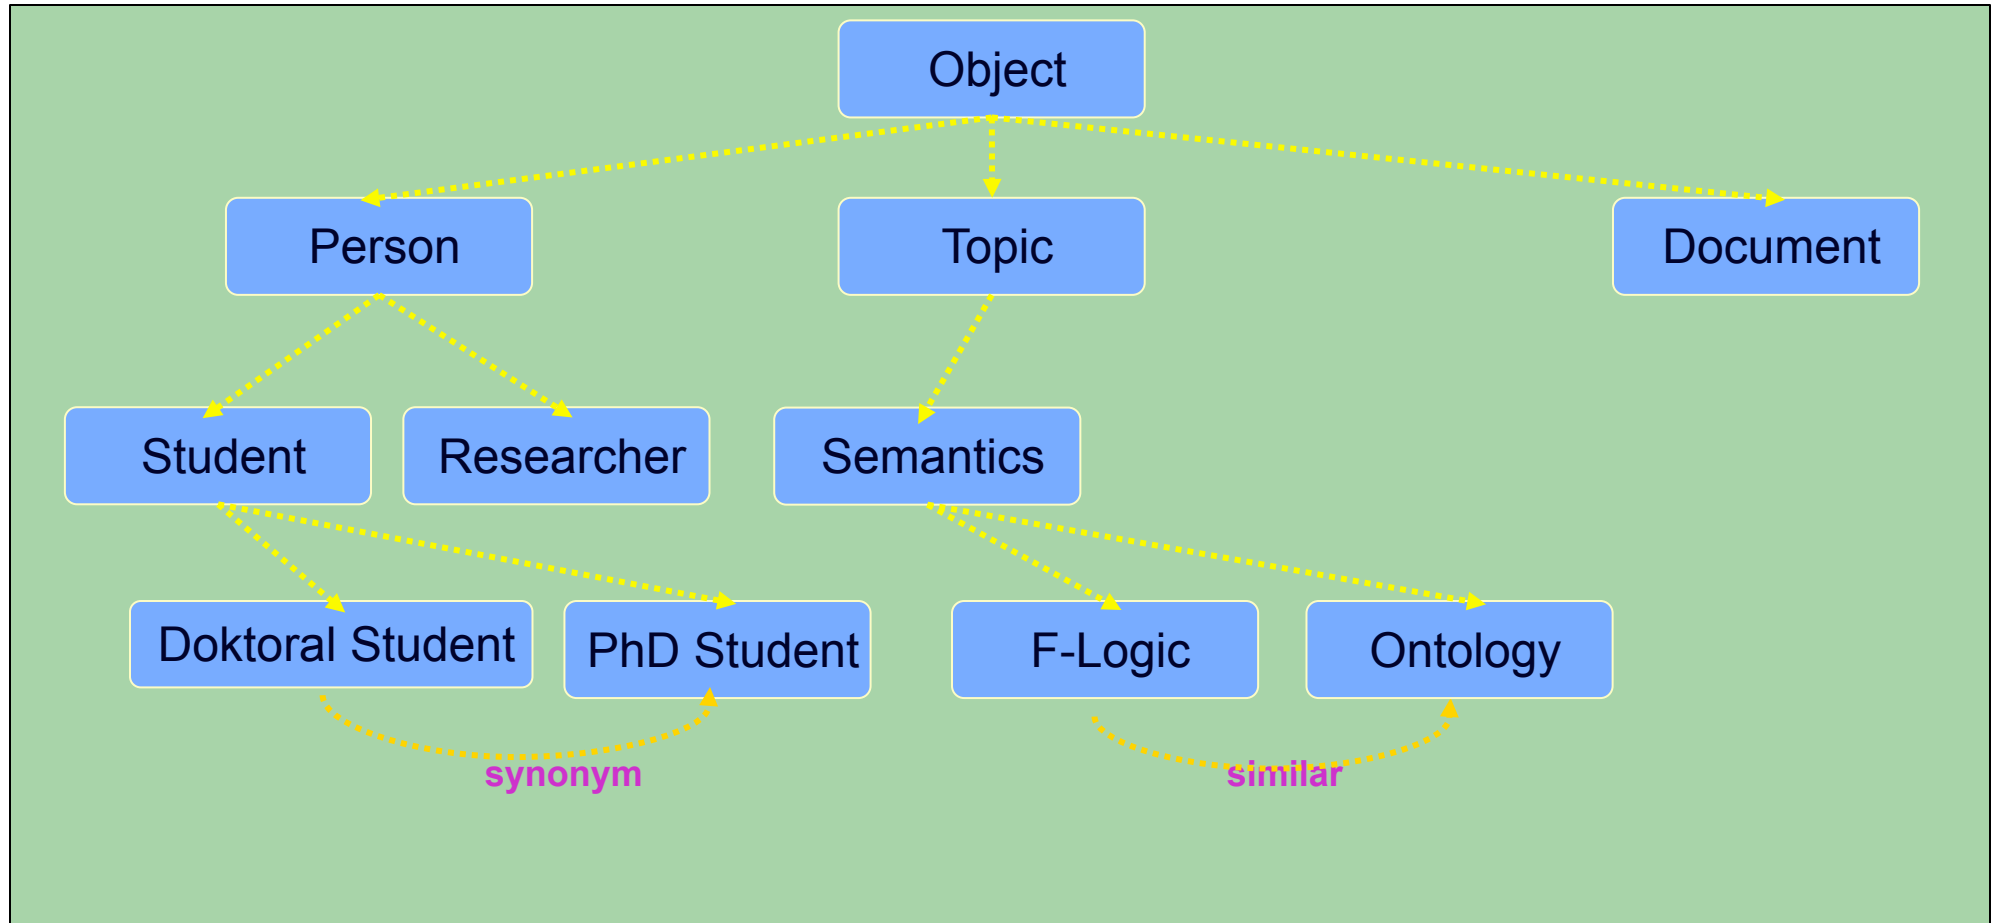 Object
Person
Topic
Document
Student
Researcher
Semantics
Doktoral Student
PhD Student
F-Logic
Ontology
synonym
similar